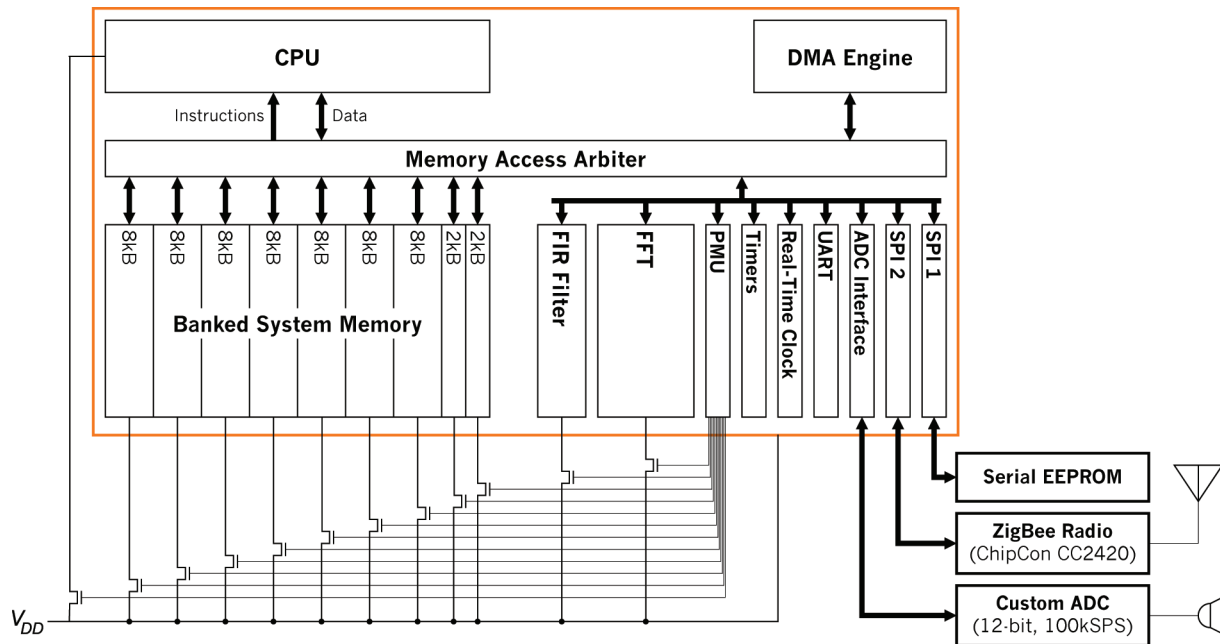 CPU
DMA Engine
Instructions
Data
Memory Access Arbiter
8kB
8kB
8kB
8kB
8kB
8kB
8kB
2kB
2kB
Banked System Memory
FIR Filter
FFT
PMU
Timers
Real-Time Clock
UART
ADC Interface
SPI 2
SPI 1
Serial EEPROM
ZigBee Radio
(ChipCon CC2420)
Custom ADC
(12-bit, 100kSPS)
VDD